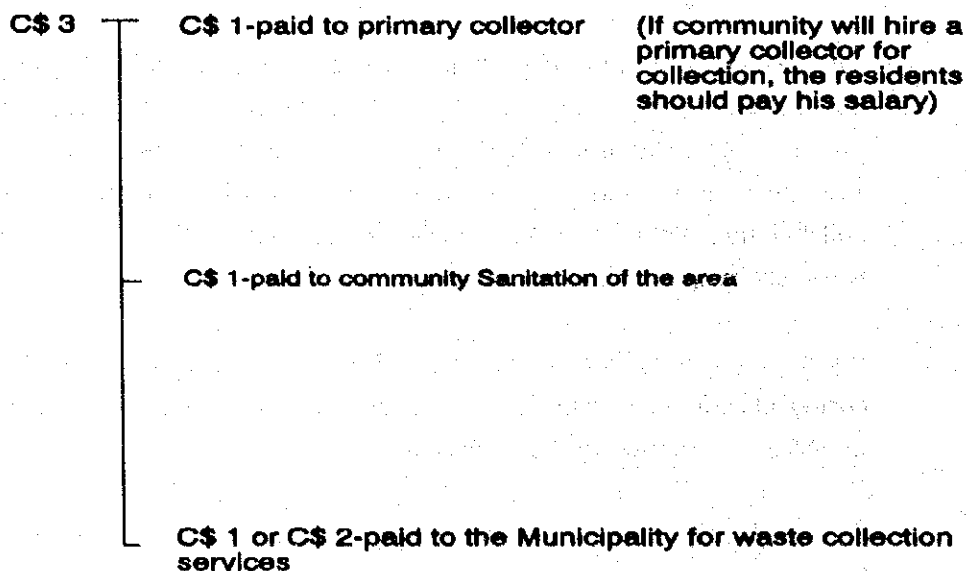 C$ 3 C$ 1-paid to primary collector (If community will hire a
primary collector for
collection, the residents
should pay his salary)
C$ 1-paid to community Sanitation of the area
C$ 1 or C$ 2-paid to the Municipality for waste collection
services